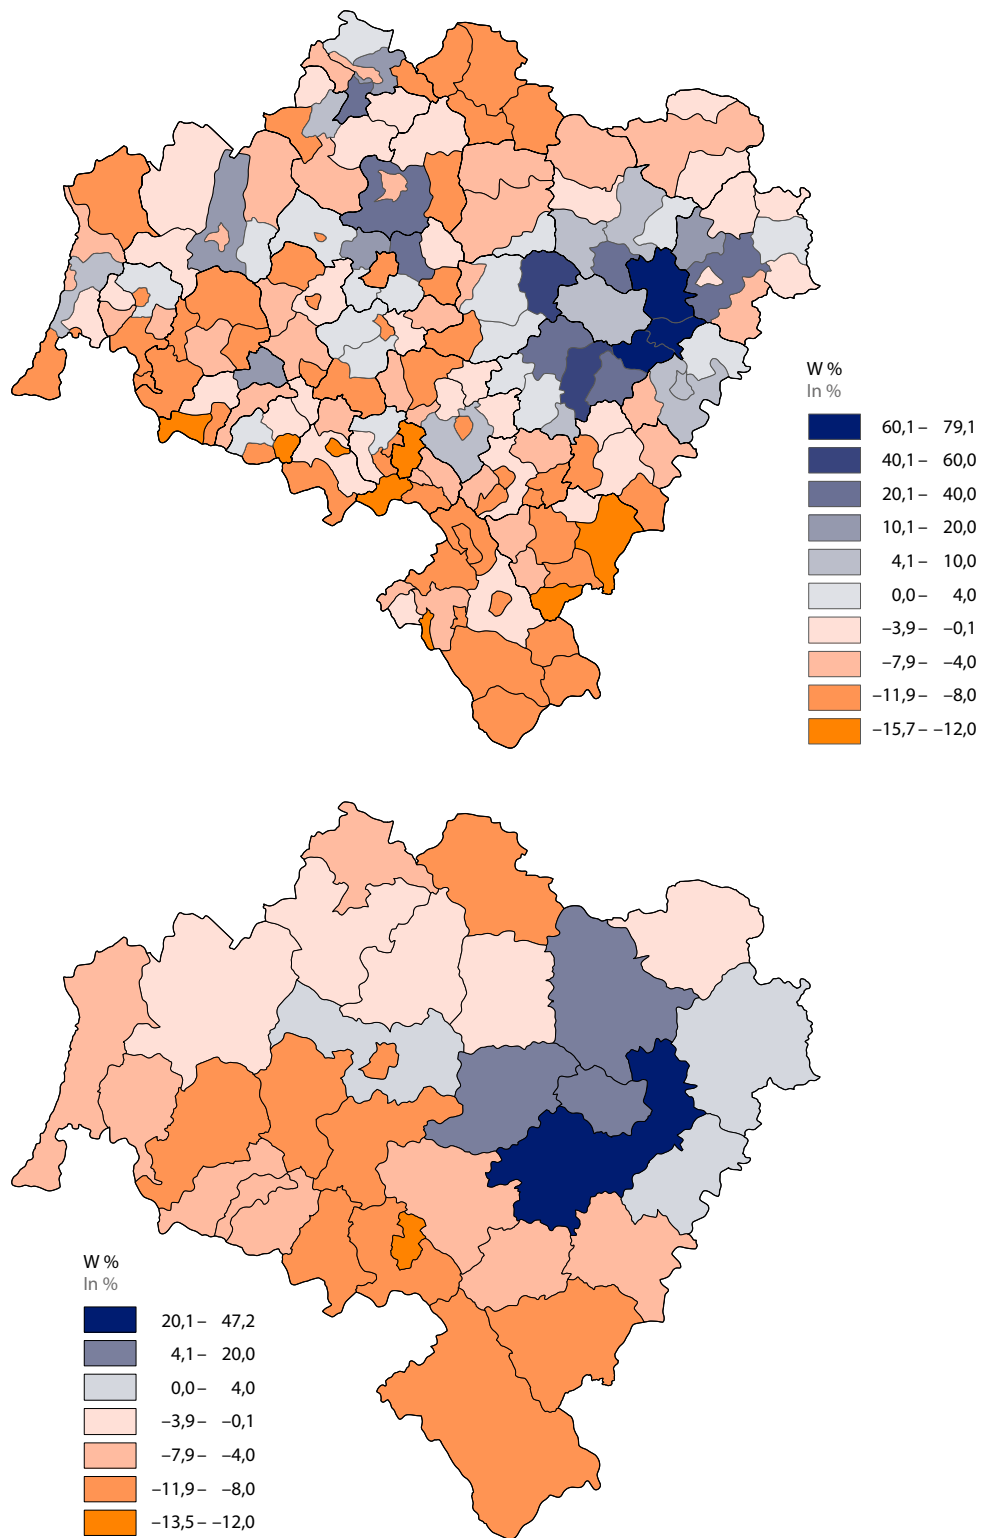 W %
In %
60,1 – 79,1
40,1 – 60,0
20,1 – 40,0
10,1 – 20,0
4,1 – 10,0
0,0 – 4,0
–3,9 – –0,1
–7,9 – –4,0
–11,9 – –8,0
–15,7 – –12,0
W %
In %
20,1 – 47,2
4,1 – 20,0
0,0 – 4,0
–3,9 – –0,1
–7,9 – –4,0
–11,9 – –8,0
–13,5 – –12,0